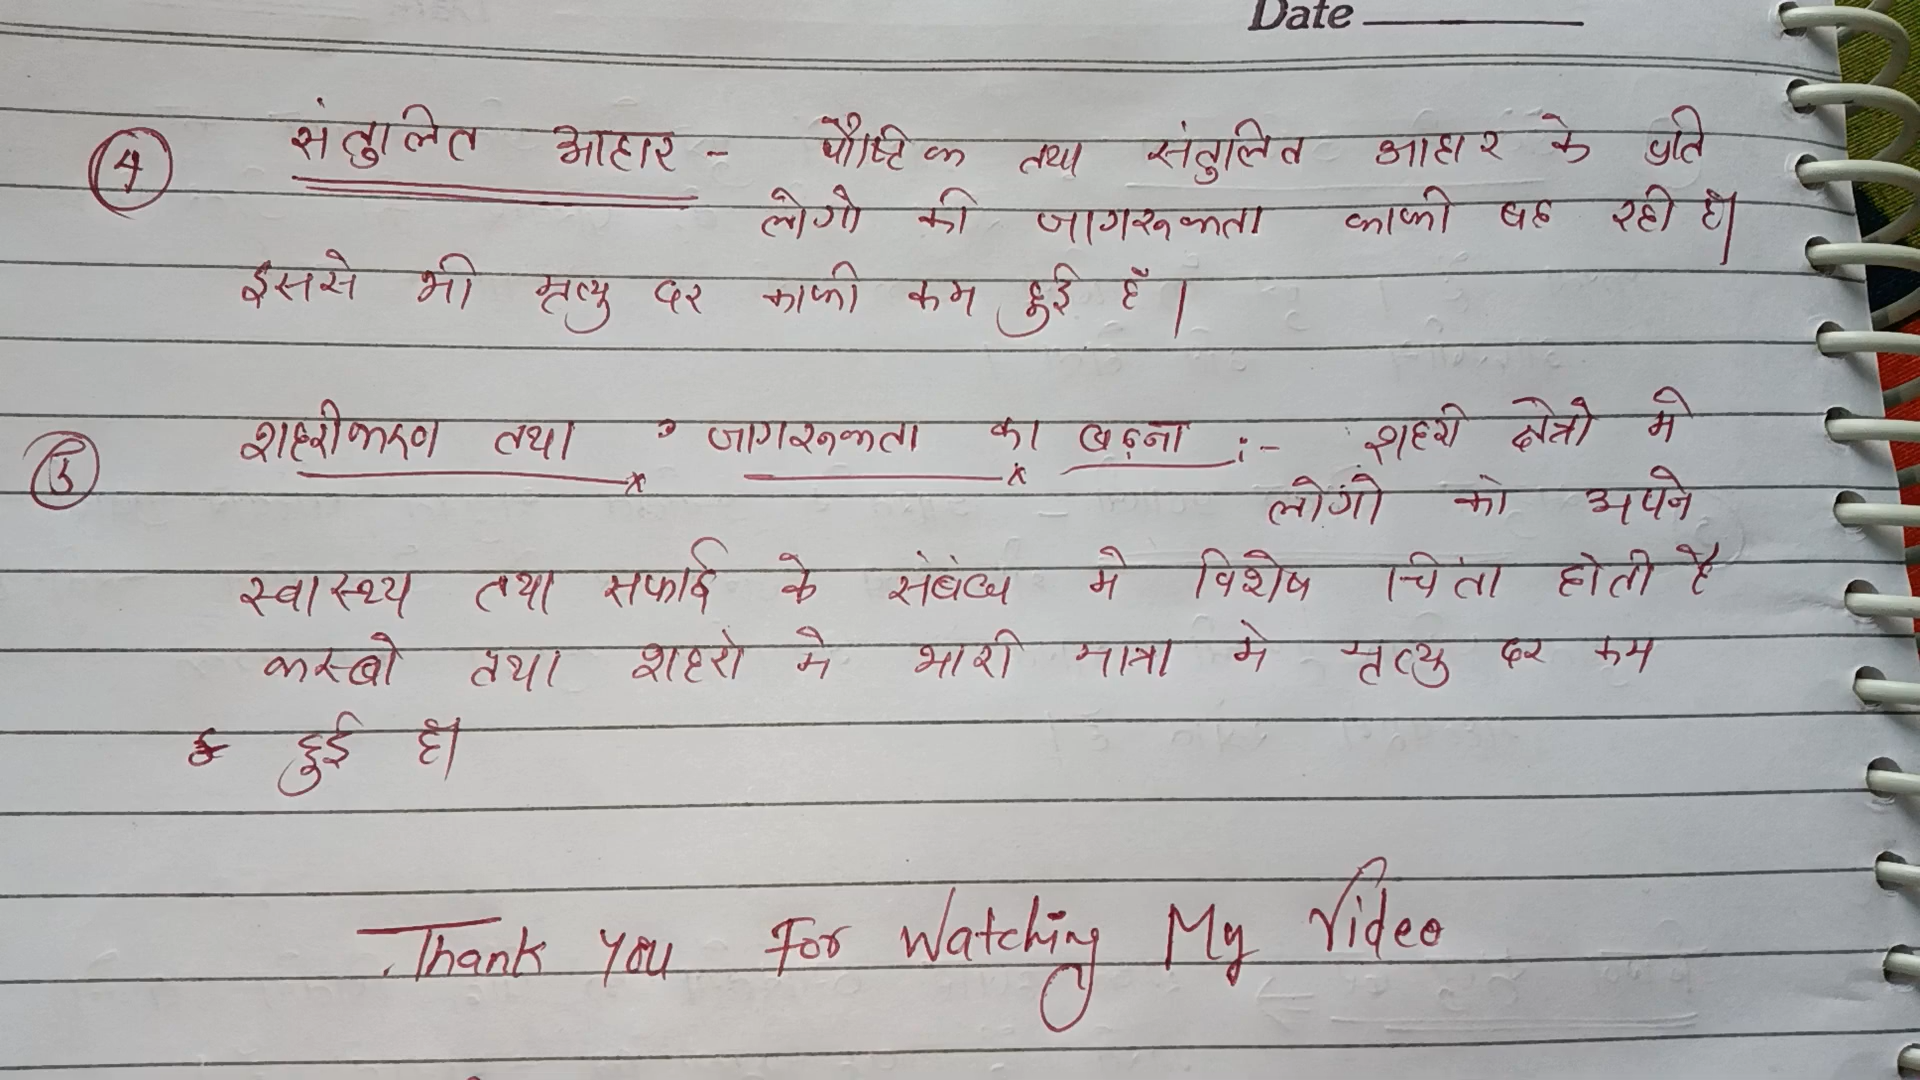 Date
④ संतुलित आहार - पौष्टिक तथा संतुलित आहार के प्रति
लोगो की जागरूकता काफी बढ रही है।
इससे भी मृत्यु दर काफी कम हुई है।
⑤ शहरीकरण तथा जागरूकता का बढ़ना :- शहरी क्षेत्रो मे
लोगो को अपने
स्वास्थ्य तथा सफाई के संबंध मे विशेष चिंता होती है
कस्बो तथा शहरो मे भारी मात्रा मे मृत्यु दर कम
हुई है।
Thank you For Watching My Video